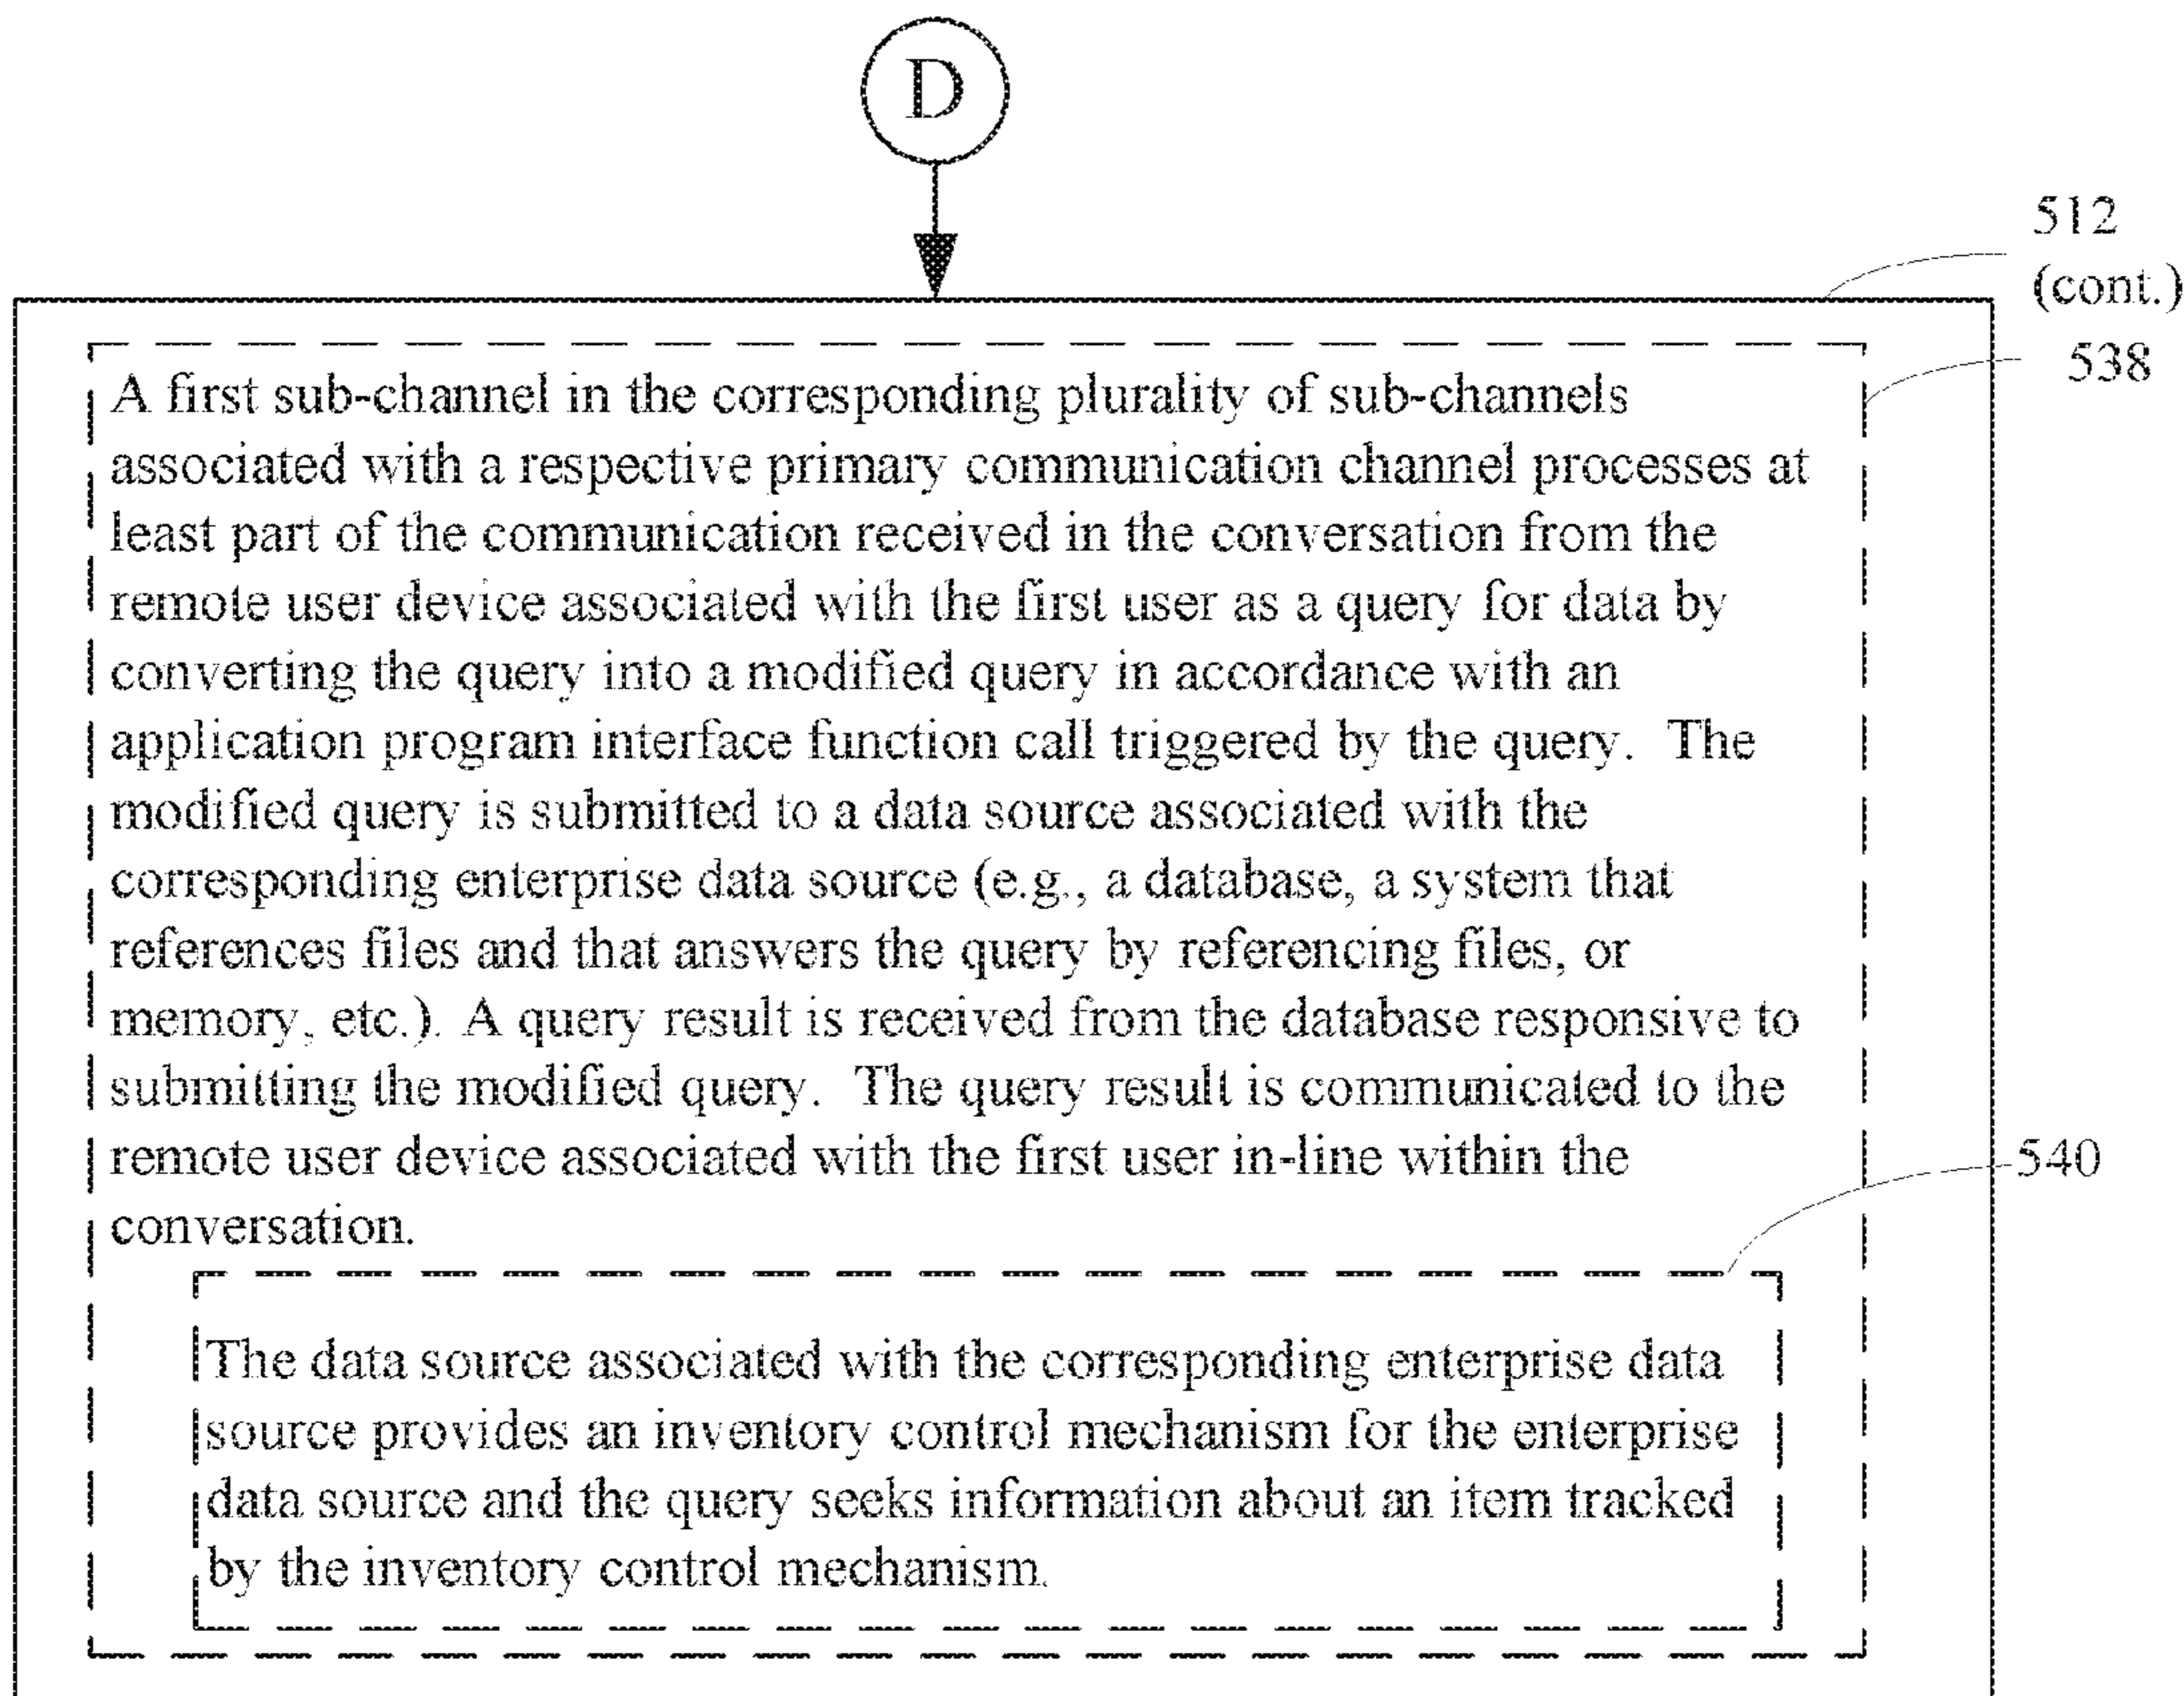 D
512
(cont.)
538
A first sub-channel in the corresponding plurality of sub-channels
associated with a respective primary communication channel processes at
least part of the communication received in the conversation from the
remote user device associated with the first user as a query for data by
converting the query into a modified query in accordance with an
application program interface function call triggered by the query.  The
modified query is submitted to a data source associated with the
corresponding enterprise data source (e.g., a database, a system that
references files and that answers the query by referencing files, or
memory, etc.). A query result is received from the database responsive to
submitting the modified query.  The query result is communicated to the
remote user device associated with the first user in-line within the
conversation.
540
The data source associated with the corresponding enterprise data
source provides an inventory control mechanism for the enterprise
data source and the query seeks information about an item tracked
by the inventory control mechanism.